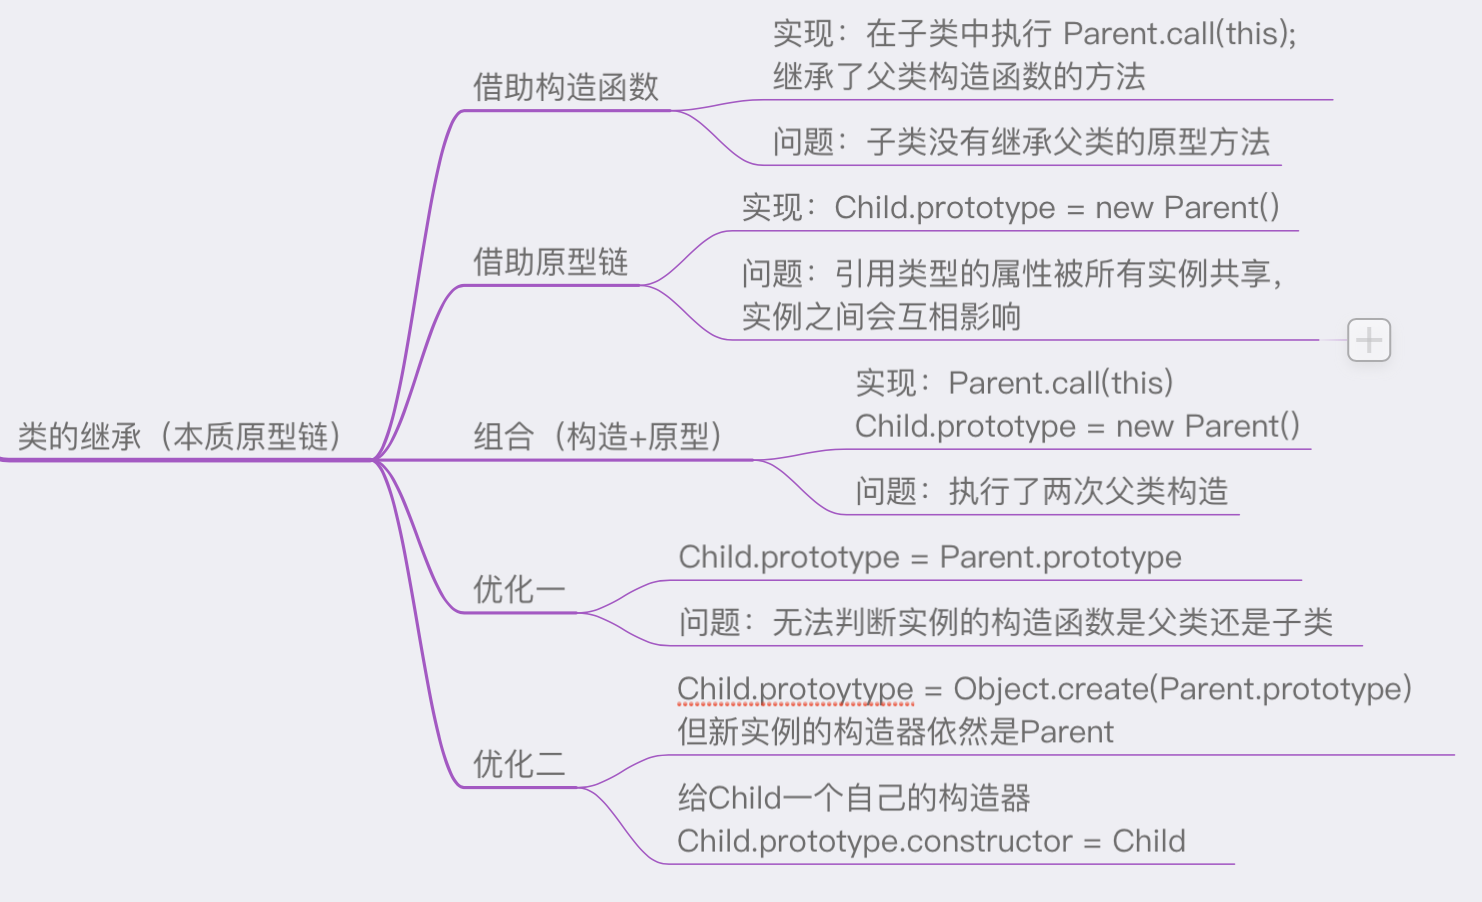 类的继承（本质原型链）
借助构造函数
实现：在子类中执行 Parent.call(this);
继承了父类构造函数的方法
问题：子类没有继承父类的原型方法
借助原型链
实现：Child.prototype = new Parent()
问题：引用类型的属性被所有实例共享，
实例之间会互相影响
组合（构造+原型）
实现：Parent.call(this)
Child.prototype = new Parent()
问题：执行了两次父类构造
优化一
Child.prototype = Parent.prototype
问题：无法判断实例的构造函数是父类还是子类
优化二
Child.protoytype = Object.create(Parent.prototype)
但新实例的构造器依然是Parent
给Child一个自己的构造器
Child.prototype.constructor = Child